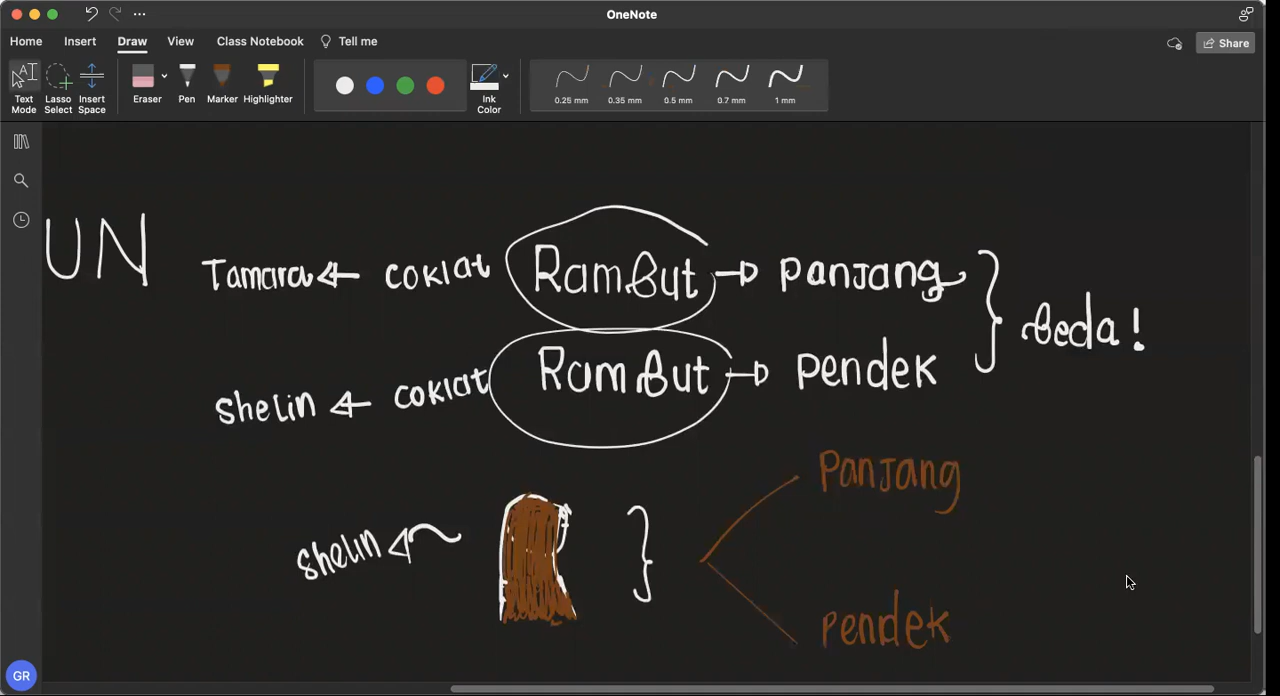 OneNote
Home Insert Draw View Class Notebook Tell me Share
Text Mode
Lasso Select
Insert Space
Eraser
Pen
Marker
Highlighter
Ink Color
0.25 mm 0.35 mm 0.5 mm 0.7 mm 1 mm
UN
Tamara coklat Rambut Panjang
Beda!
shelin coklat Rambut Pendek
Panjang
shelin
Pendek
GR